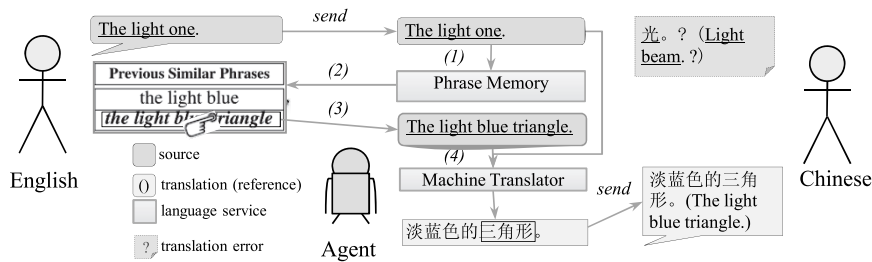 The light one.
send
The light one.
光。?(Light
beam. ?)
(1)
Previous Similar Phrases
(2)
Phrase Memory
the light blue
the light blue triangle
(3)
The light blue triangle.
(4)
source
English
() translation (reference)
Machine Translator
send
淡蓝色的三角
形。(The light
blue triangle.)
Chinese
language service
淡蓝色的三角形。
? translation error
Agent